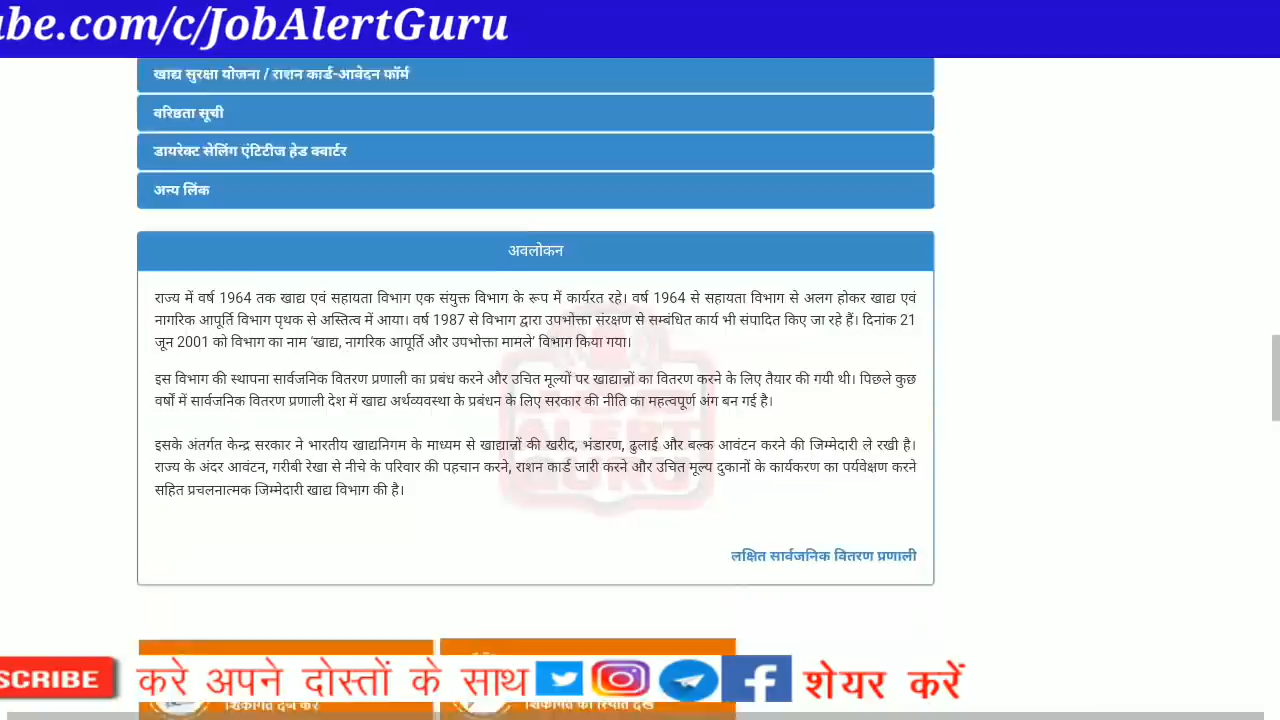 ube.com/c/JobAlertGuru
खाद्य सुरक्षा योजना / राशन कार्ड-आवेदन फॉर्म
वरिष्ठता सूची
डायरेक्ट सेलिंग एंटिटीज हेड क्वार्टर
अन्य लिंक
अवलोकन
राज्य में वर्ष 1964 तक खाद्य एवं सहायता विभाग एक संयुक्त विभाग के रूप में कार्यरत रहे। वर्ष 1964 से सहायता विभाग से अलग होकर खाद्य एवं
नागरिक आपूर्ति विभाग पृथक से अस्तित्व में आया। वर्ष 1987 से विभाग द्वारा उपभोक्ता संरक्षण से सम्बंधित कार्य भी संपादित किए जा रहे हैं। दिनांक 21
जून 2001 को विभाग का नाम 'खाद्य, नागरिक आपूर्ति और उपभोक्ता मामले' विभाग किया गया।
इस विभाग की स्थापना सार्वजनिक वितरण प्रणाली का प्रबंध करने और उचित मूल्यों पर खाद्यान्नों का वितरण करने के लिए तैयार की गयी थी। पिछले कुछ
वर्षों में सार्वजनिक वितरण प्रणाली देश में खाद्य अर्थव्यवस्था के प्रबंधन के लिए सरकार की नीति का महत्वपूर्ण अंग बन गई है।
इसके अंतर्गत केन्द्र सरकार ने भारतीय खाद्यनिगम के माध्यम से खाद्यान्नों की खरीद, भंडारण, ढुलाई और बल्क आवंटन करने की जिम्मेदारी ले रखी है।
राज्य के अंदर आवंटन, गरीबी रेखा से नीचे के परिवार की पहचान करने, राशन कार्ड जारी करने और उचित मूल्य दुकानों के कार्यकरण का पर्यवेक्षण करने
सहित प्रचलनात्मक जिम्मेदारी खाद्य विभाग की है।
JOB
ALERT
GURU
लक्षित सार्वजनिक वितरण प्रणाली
SCRIBE करे अपने दोस्तों के साथ शेयर करें